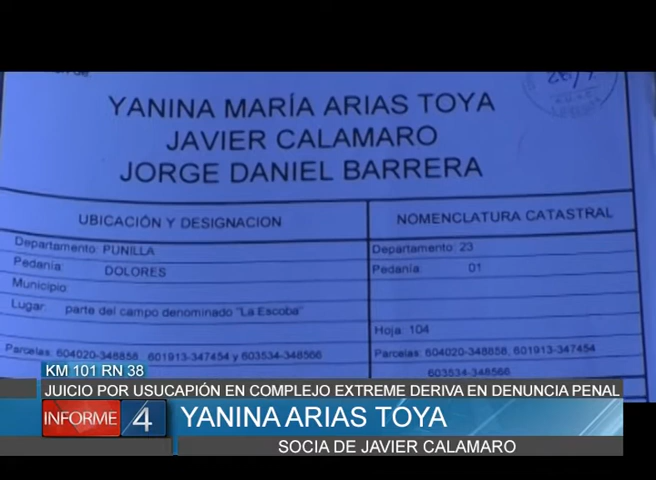 YANINA MARÍA ARIAS TOYA
JAVIER CALAMARO
JORGE DANIEL BARRERA
UBICACIÓN Y DESIGNACION
NOMENCLATURA CATASTRAL
Departamento: PUNILLA
Departamento: 23
Pedanía: DOLORES
Pedanía: 01
Municipio:
Lugar: parte del campo denominado "La Escoba"
Hoja: 104
Parcelas: 604020-348858, 601913-347454 y 603534-348566
Parcelas: 604020-348858, 601913-347454
603534-348566
KM 101 RN 38
JUICIO POR USUCAPIÓN EN COMPLEJO EXTREME DERIVA EN DENUNCIA PENAL
INFORME 4
YANINA ARIAS TOYA
SOCIA DE JAVIER CALAMARO